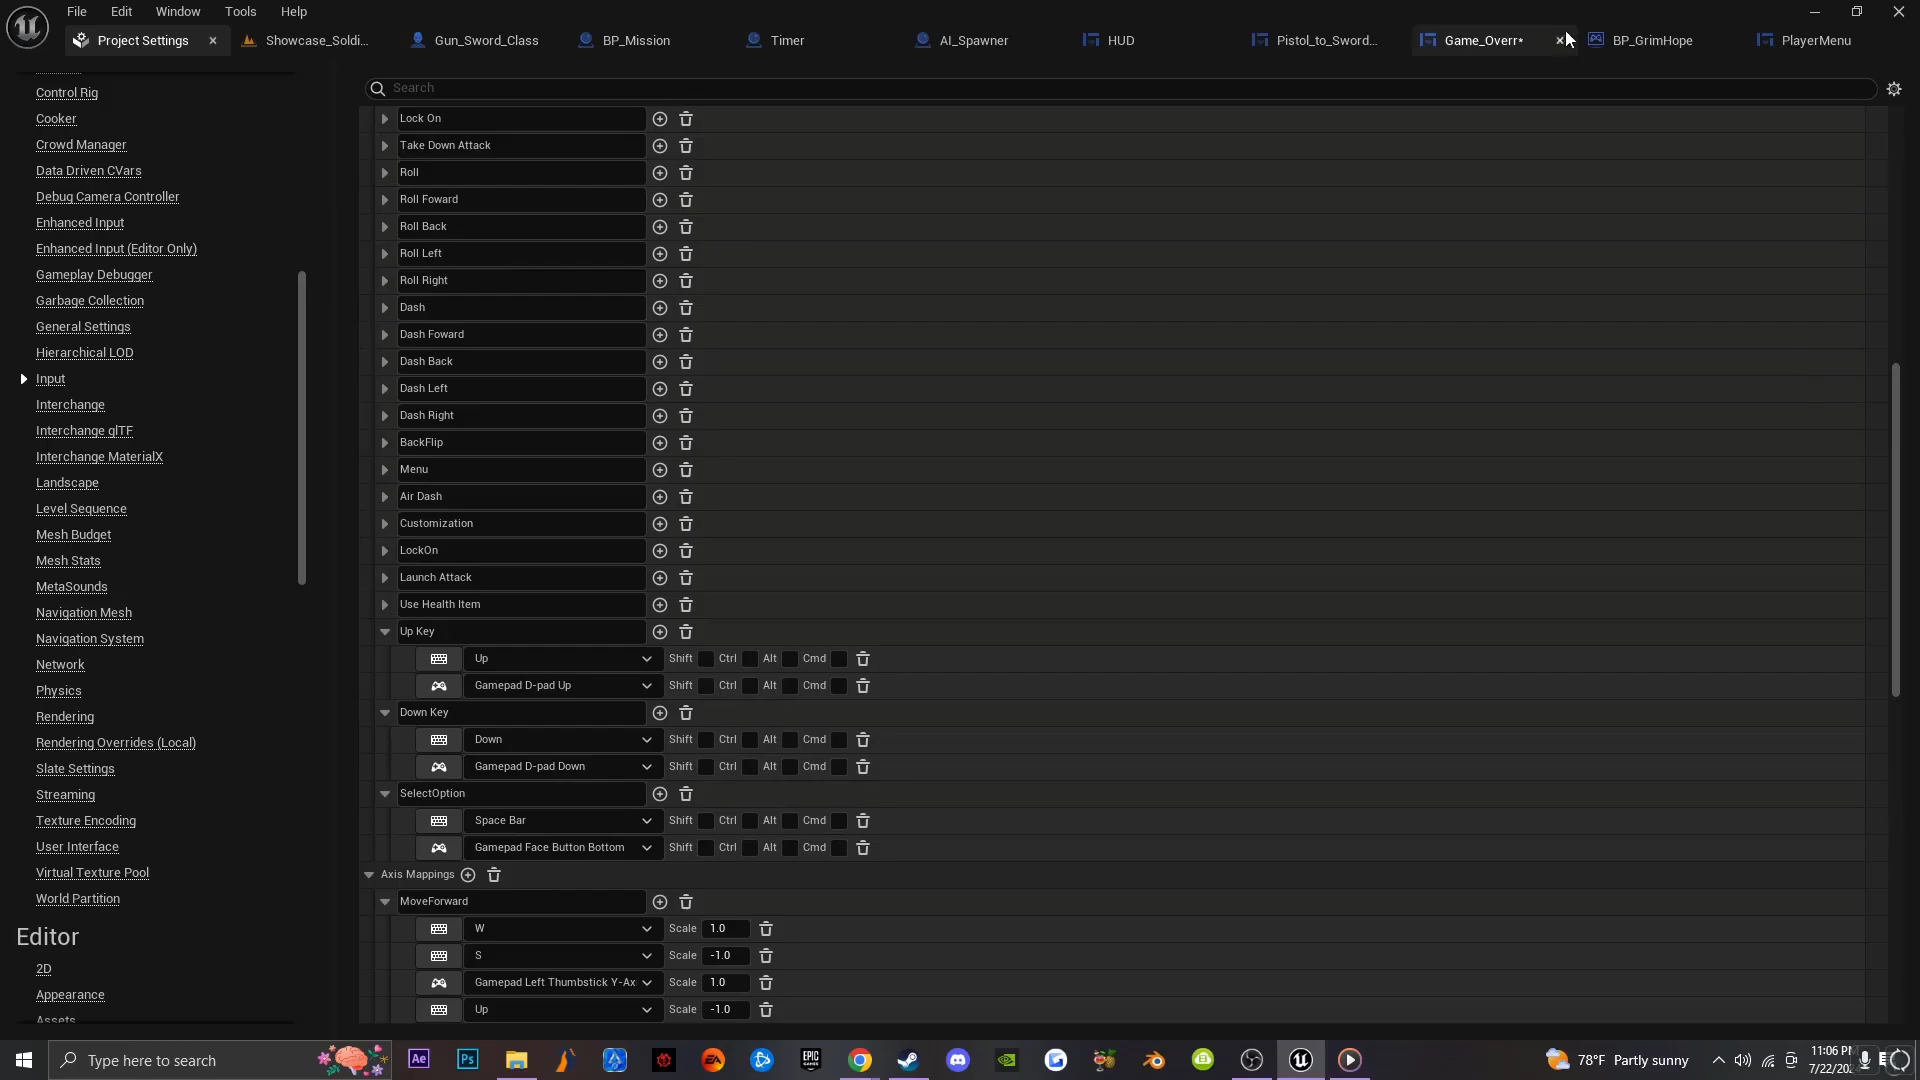 File Edit Window Tools Help
Project Settings Showcase_Soldi... Gun_Sword_Class BP_Mission Timer AI_Spawner HUD Pistol_to_Sword... Game_Overr* BP_GrimHope PlayerMenu
Search
Control Rig
Cooker
Crowd Manager
Data Driven CVars
Debug Camera Controller
Enhanced Input
Enhanced Input (Editor Only)
Gameplay Debugger
Garbage Collection
General Settings
Hierarchical LOD
Input
Interchange
Interchange glTF
Interchange MaterialX
Landscape
Level Sequence
Mesh Budget
Mesh Stats
MetaSounds
Navigation Mesh
Navigation System
Network
Physics
Rendering
Rendering Overrides (Local)
Slate Settings
Streaming
Texture Encoding
User Interface
Virtual Texture Pool
World Partition
Editor
2D
Appearance
Assets
Lock On
Take Down Attack
Roll
Roll Foward
Roll Back
Roll Left
Roll Right
Dash
Dash Foward
Dash Back
Dash Left
Dash Right
BackFlip
Menu
Air Dash
Customization
LockOn
Launch Attack
Use Health Item
Up Key
Up Shift Ctrl Alt Cmd
Gamepad D-pad Up Shift Ctrl Alt Cmd
Down Key
Down Shift Ctrl Alt Cmd
Gamepad D-pad Down Shift Ctrl Alt Cmd
SelectOption
Space Bar Shift Ctrl Alt Cmd
Gamepad Face Button Bottom Shift Ctrl Alt Cmd
Axis Mappings
MoveForward
W Scale 1.0
S Scale -1.0
Gamepad Left Thumbstick Y-Ax Scale 1.0
Up Scale -1.0
Type here to search Ae Ps EA EPIC GAMES 78°F Partly sunny 11:06
7/22/20